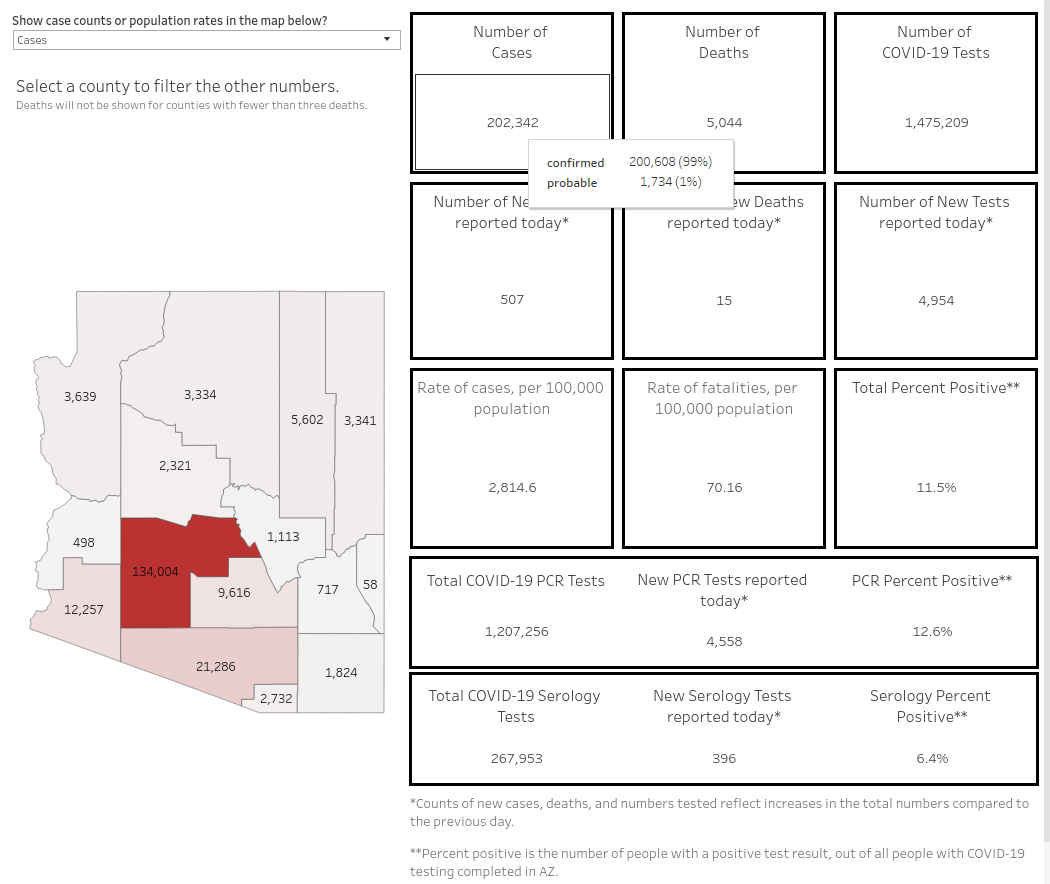 Show case counts or population rates in the map below?
Cases
Select a county to filter the other numbers.
Deaths will not be shown for counties with fewer than three deaths.
3,639
3,334
5,602
3,341
2,321
498
1,113
134,004
9,616
717
58
12,257
21,286
1,824
2,732
Number of
Cases
202,342
Number of
Deaths
5,044
Number of
COVID-19 Tests
1,475,209
confirmed 200,608 (99%)
probable 1,734 (1%)
Number of
reported today*
507
Deaths
reported today*
15
Number of New Tests
reported today*
4,954
Rate of cases, per 100,000
population
2,814.6
Rate of fatalities, per
100,000 population
70.16
Total Percent Positive**
11.5%
Total COVID-19 PCR Tests
1,207,256
New PCR Tests reported
today*
4,558
PCR Percent Positive**
12.6%
Total COVID-19 Serology
Tests
267,953
New Serology Tests
reported today*
396
Serology Percent
Positive**
6.4%
*Counts of new cases, deaths, and numbers tested reflect increases in the total numbers compared to
the previous day.
**Percent positive is the number of people with a positive test result, out of all people with COVID-19
testing completed in AZ.